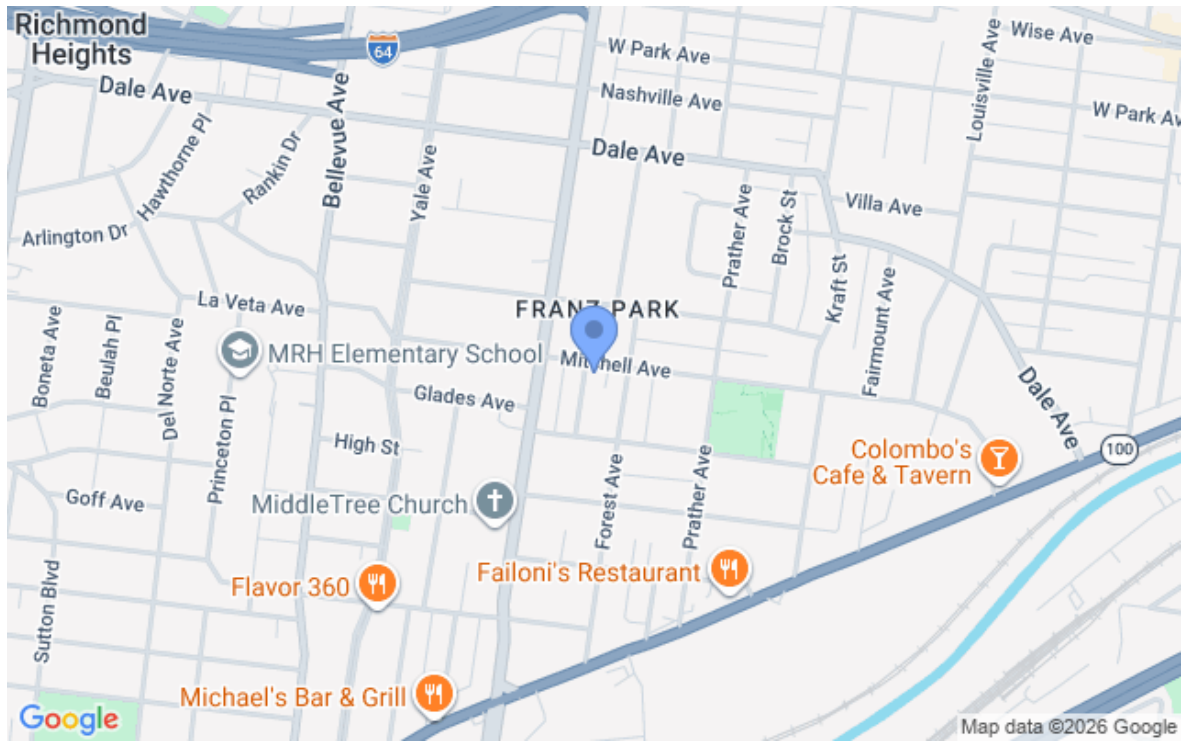 Richmond
Heights
64
Wise Ave
W Park Ave
Louisville Ave
Dale Ave
Nashville Ave
W Park Av
Bellevue Ave
Hawthorne Pl
Rankin Dr
Dale Ave
Yale Ave
Prather Ave
Brock St
Villa Ave
Arlington Dr
Kraft St
Fairmount Ave
La Veta Ave
FRANZ PARK
Boneta Ave
Beulah Pl
Del Norte Ave
MRH Elementary School
Mitchell Ave
Princeton Pl
Glades Ave
Dale Ave
High St
100
Colombo's
Cafe & Tavern
Goff Ave
MiddleTree Church
Forest Ave
Prather Ave
Sutton Blvd
Flavor 360
Failoni's Restaurant
Michael's Bar & Grill
Google
Map data ©2026 Google